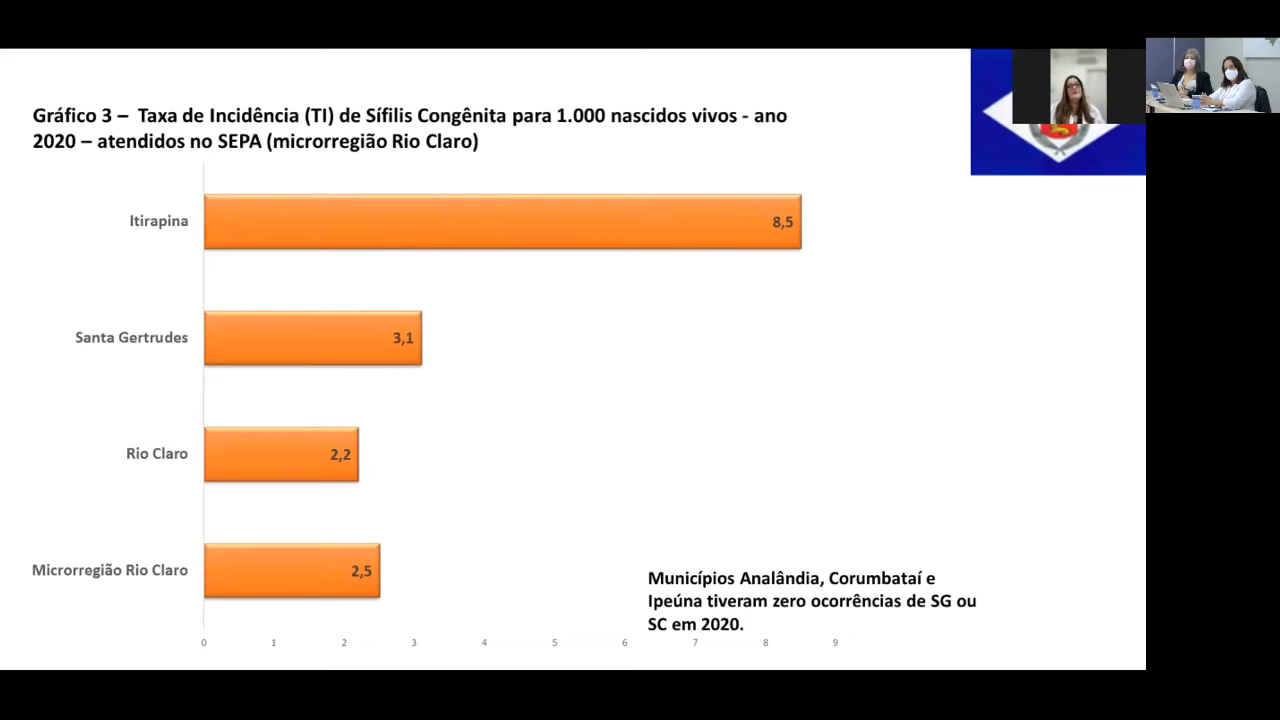 Gráfico 3 – Taxa de Incidência (TI) de Sífilis Congênita para 1.000 nascidos vivos - ano
2020 – atendidos no SEPA (microrregião Rio Claro)
Itirapina
8,5
Santa Gertrudes
3,1
Rio Claro
2,2
Microrregião Rio Claro
2,5
Municípios Analândia, Corumbataí e
Ipeúna tiveram zero ocorrências de SG ou
SC em 2020.
0 1 2 3 4 5 6 7 8 9